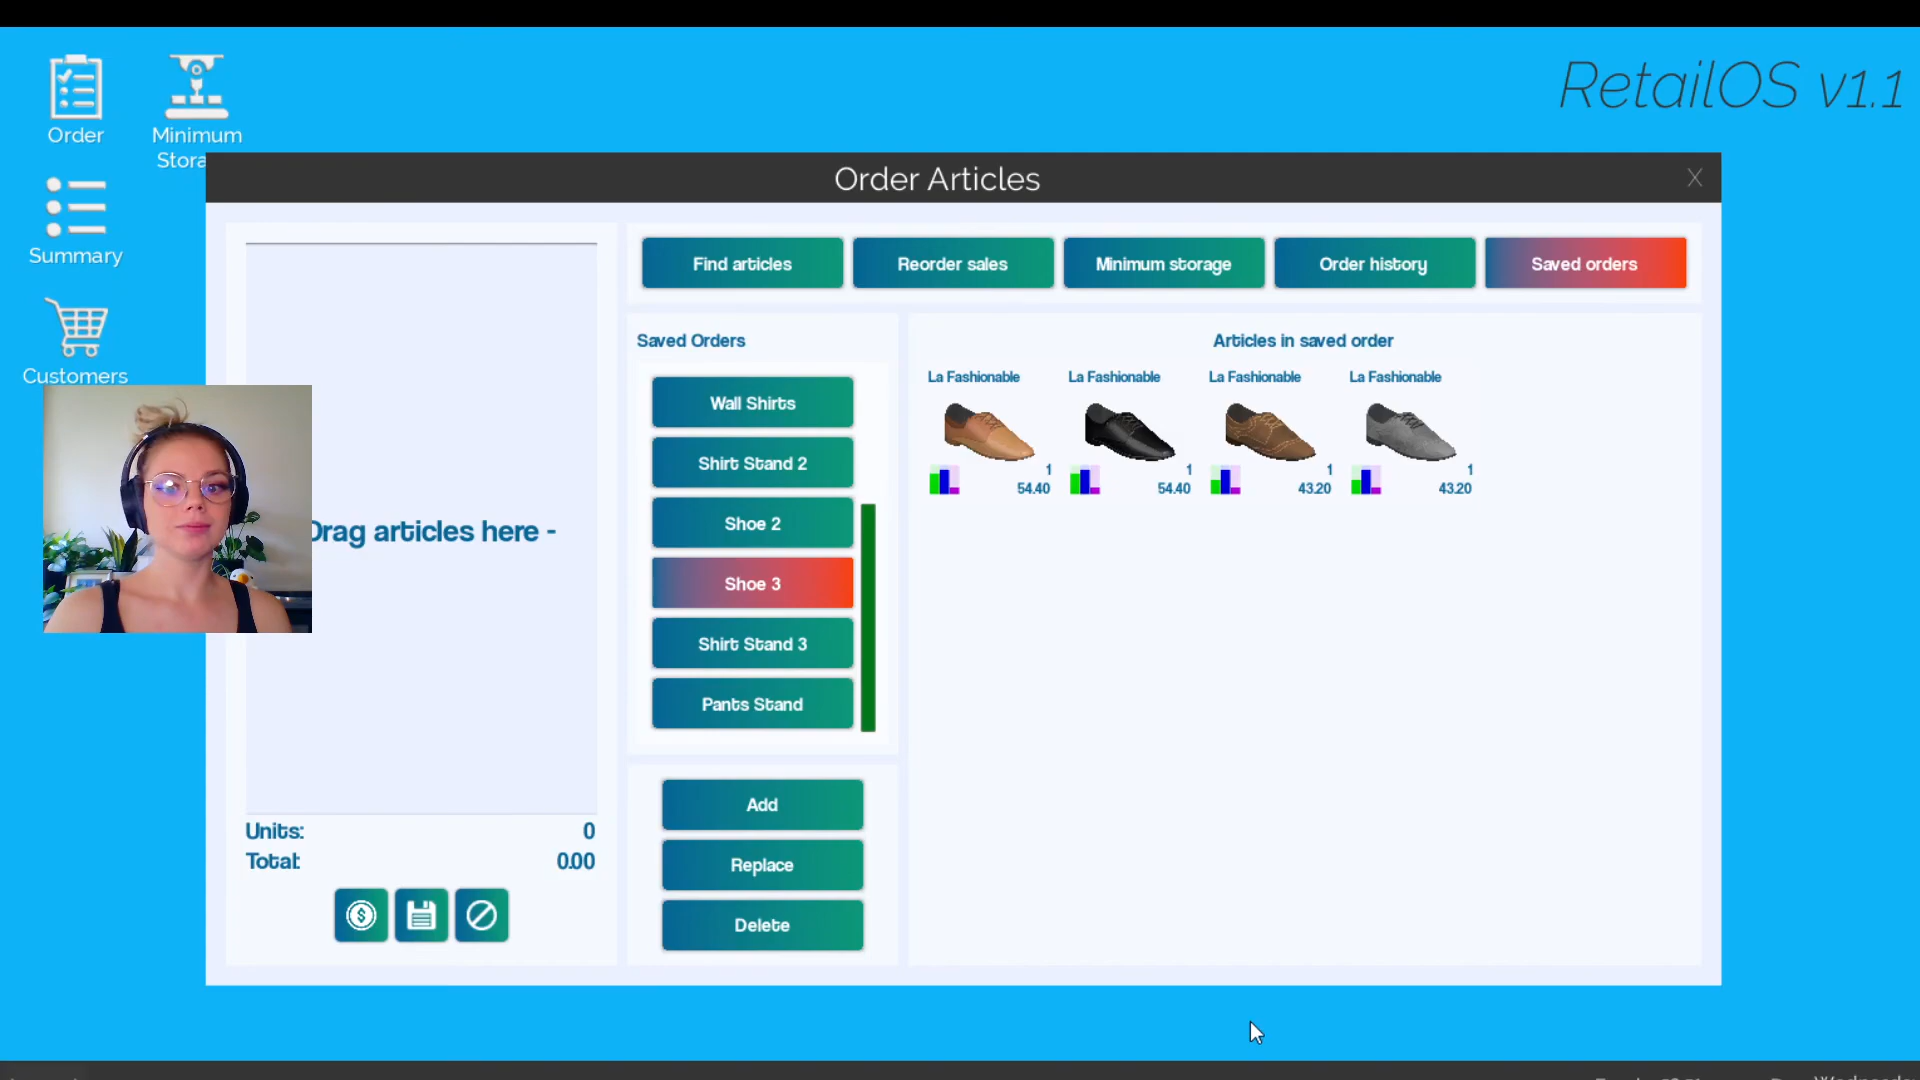 RetailOS v1.1
Order
Minimum
Stora
Summary
Customers
Order Articles
X
Find articles
Reorder sales
Minimum storage
Order history
Saved orders
Drag articles here -
Units: 0
Total: 0.00
Saved Orders
Wall Shirts
Shirt Stand 2
Shoe 2
Shoe 3
Shirt Stand 3
Pants Stand
Add
Replace
Delete
Articles in saved order
La Fashionable La Fashionable La Fashionable La Fashionable
1 1 1 1
54.40 54.40 43.20 43.20